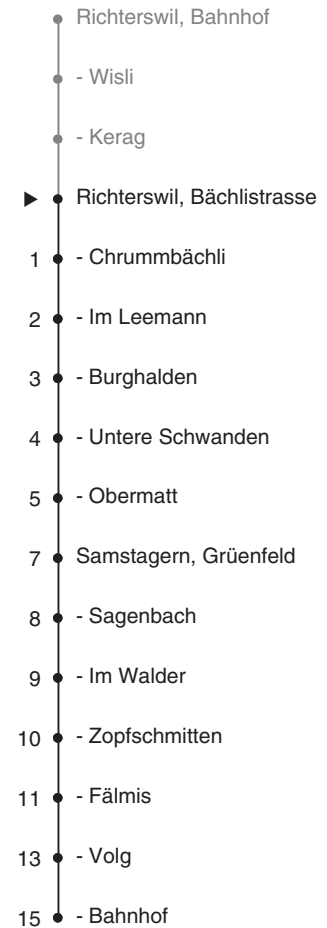 Richterswil, Bahnhof
- Wisli
- Kerag
Richterswil, Bächlistrasse
1 - Chrummbächli
2 - Im Leemann
3 - Burghalden
4 - Untere Schwanden
5 - Obermatt
7 Samstagern, Grüenfeld
8 - Sagenbach
9 - Im Walder
10 - Zopfschmitten
11 - Fälmis
13 - Volg
15 - Bahnhof